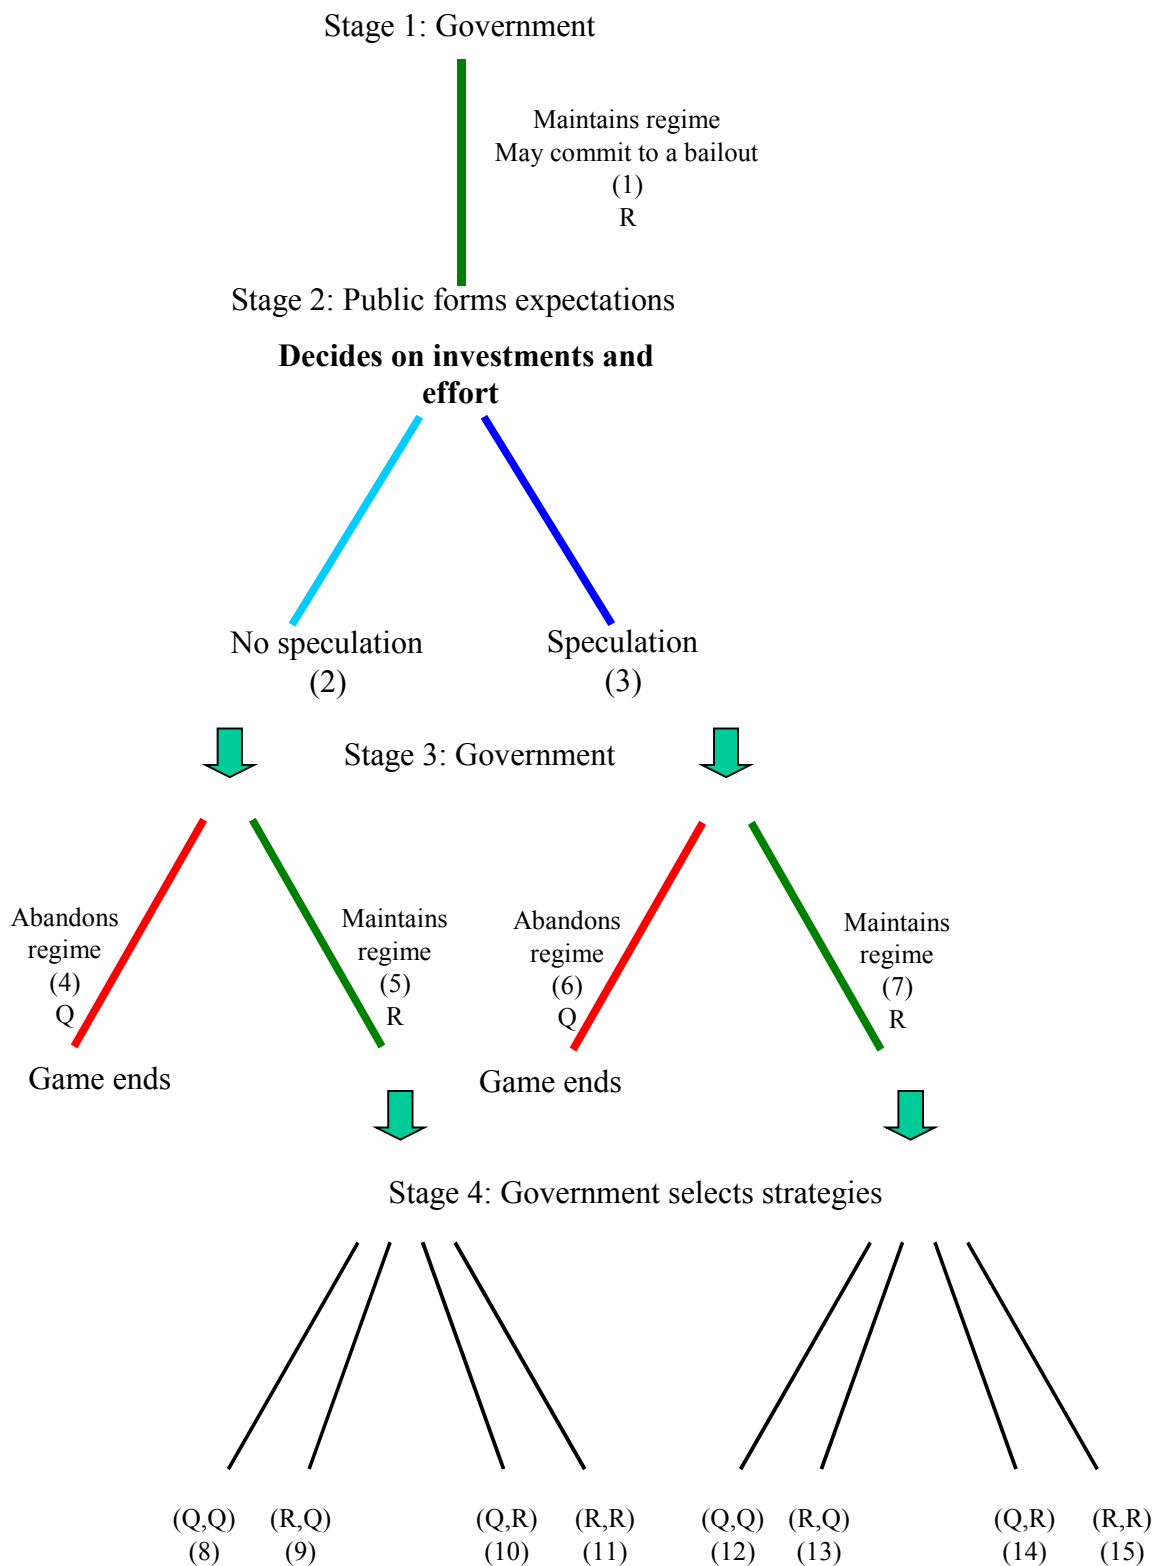 Stage 1: Government
Maintains regime
May commit to a bailout
(1)
R
Stage 2: Public forms expectations
Decides on investments and
effort
No speculation
(2)
Speculation
(3)
Stage 3: Government
Abandons
regime
(4)
Q
Maintains
regime
(5)
R
Abandons
regime
(6)
Q
Maintains
regime
(7)
R
Game ends
Game ends
Stage 4: Government selects strategies
(Q,Q) (R,Q) (Q,R) (R,R) (Q,Q) (R,Q) (Q,R) (R,R)
(8) (9) (10) (11) (12) (13) (14) (15)